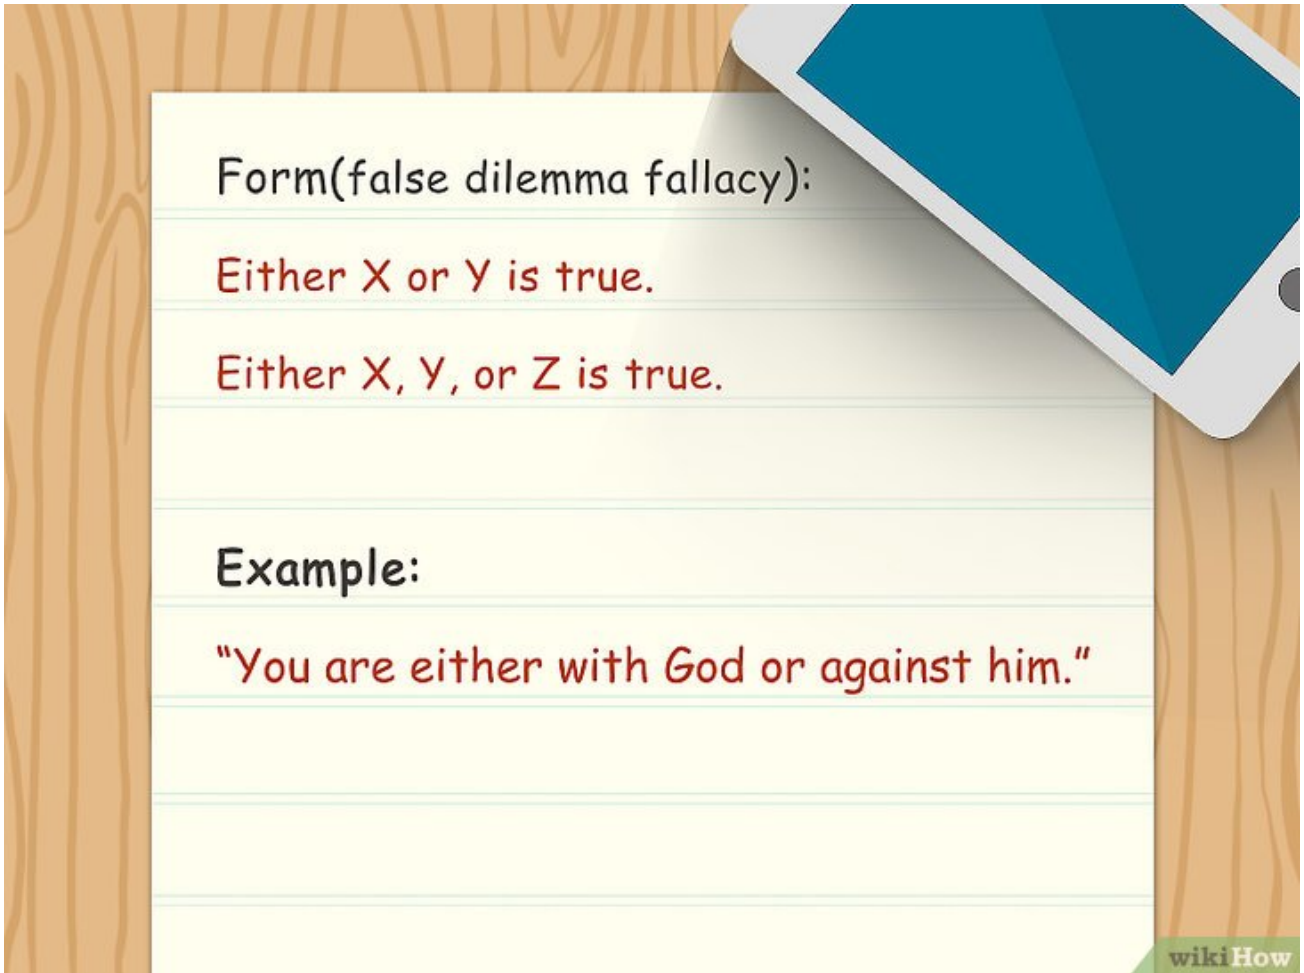 Form(false dilemma fallacy):
Either X or Y is true.
Either X, Y, or Z is true.
Example:
“You are either with God or against him.”
wikiHow